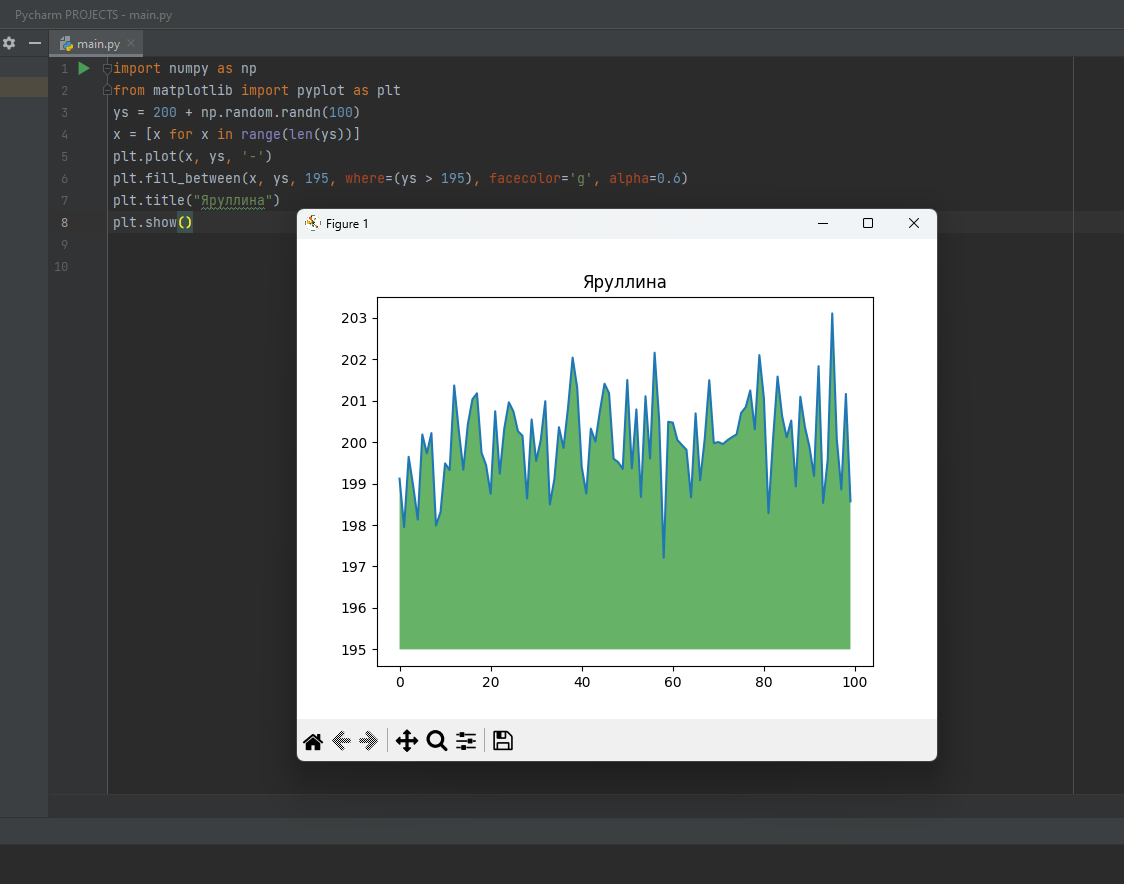 Pycharm PROJECTS - main.py
main.py
1 import numpy as np
2 from matplotlib import pyplot as plt
3 ys = 200 + np.random.randn(100)
4 x = [x for x in range(len(ys))]
5 plt.plot(x, ys, '-')
6 plt.fill_between(x, ys, 195, where=(ys > 195), facecolor='g', alpha=0.6)
7 plt.title("Яруллина")
8 plt.show()
9
10
Figure 1
Яруллина
203
202
201
200
199
198
197
196
195
0 20 40 60 80 100